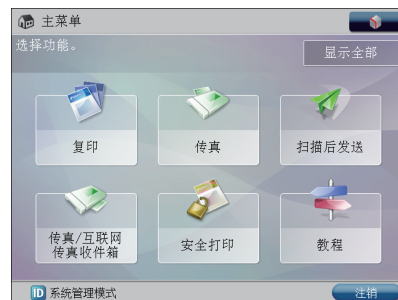 主菜单
选择功能。
显示全部
复印
传真
扫描后发送
传真/互联网
传真收件箱
安全打印
教程
ID 系统管理模式
注销